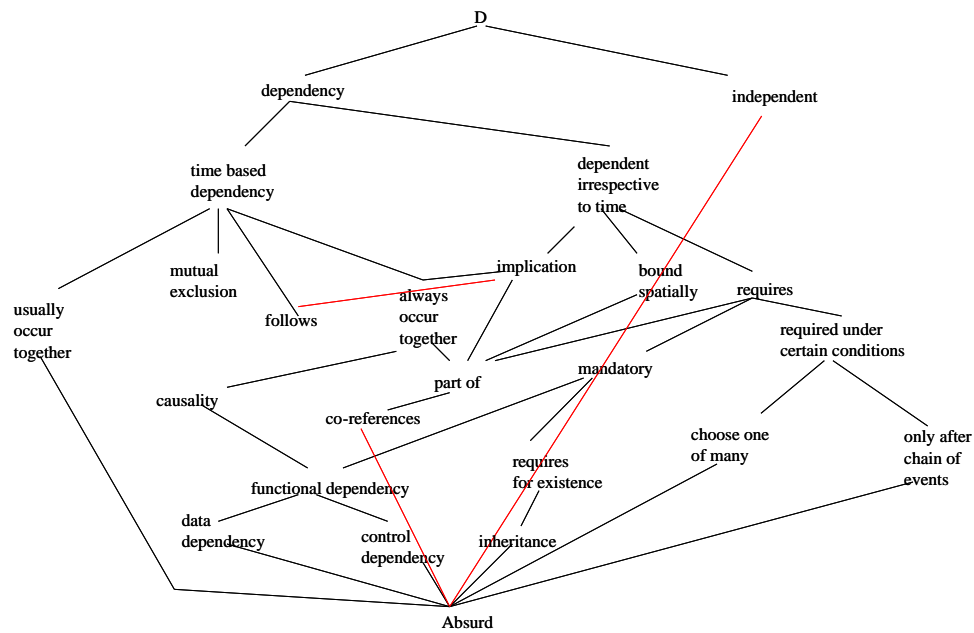 D
dependency
independent
time based
dependency
dependent
irrespective
to time
mutual
exclusion
implication
bound
spatially
requires
usually
occur
together
follows
always
occur
together
required under
certain conditions
part of
mandatory
causality
co-references
choose one
of many
only after
chain of
events
functional dependency
requires
for existence
data
dependency
control
dependency
inheritance
Absurd